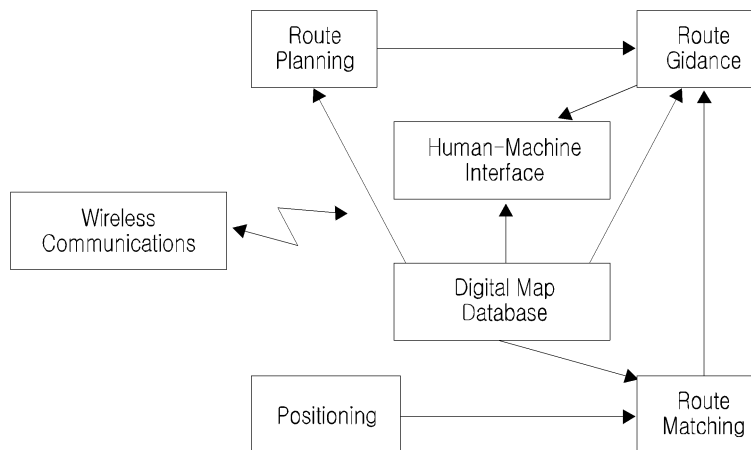 Route
Planning
Route
Gidance
Human-Machine
Interface
Wireless
Communications
Digital Map
Database
Positioning
Route
Matching